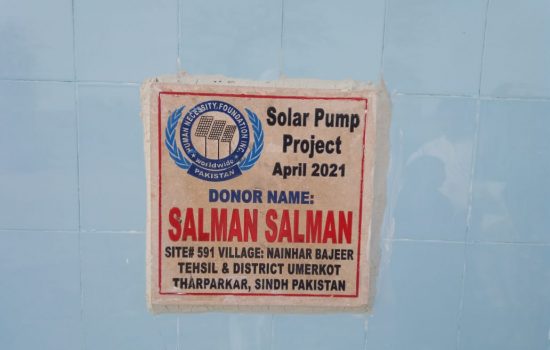 HUMAN NECESSITY FOUNDATION INC
worldwide
PAKISTAN
Solar Pump
Project
April 2021
DONOR NAME:
SALMAN SALMAN
SITE# 591 VILLAGE: NAINHAR BAJEER
TEHSIL & DISTRICT UMERKOT
THARPARKAR, SINDH PAKISTAN